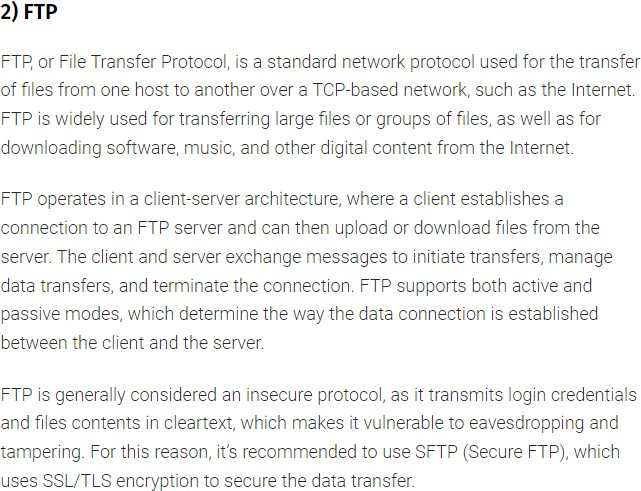 2) FTP
FTP, or File Transfer Protocol, is a standard network protocol used for the transfer
of files from one host to another over a TCP-based network, such as the Internet.
FTP is widely used for transferring large files or groups of files, as well as for
downloading software, music, and other digital content from the Internet.
FTP operates in a client-server architecture, where a client establishes a
connection to an FTP server and can then upload or download files from the
server. The client and server exchange messages to initiate transfers, manage
data transfers, and terminate the connection. FTP supports both active and
passive modes, which determine the way the data connection is established
between the client and the server.
FTP is generally considered an insecure protocol, as it transmits login credentials
and files contents in cleartext, which makes it vulnerable to eavesdropping and
tampering. For this reason, it’s recommended to use SFTP (Secure FTP), which
uses SSL/TLS encryption to secure the data transfer.